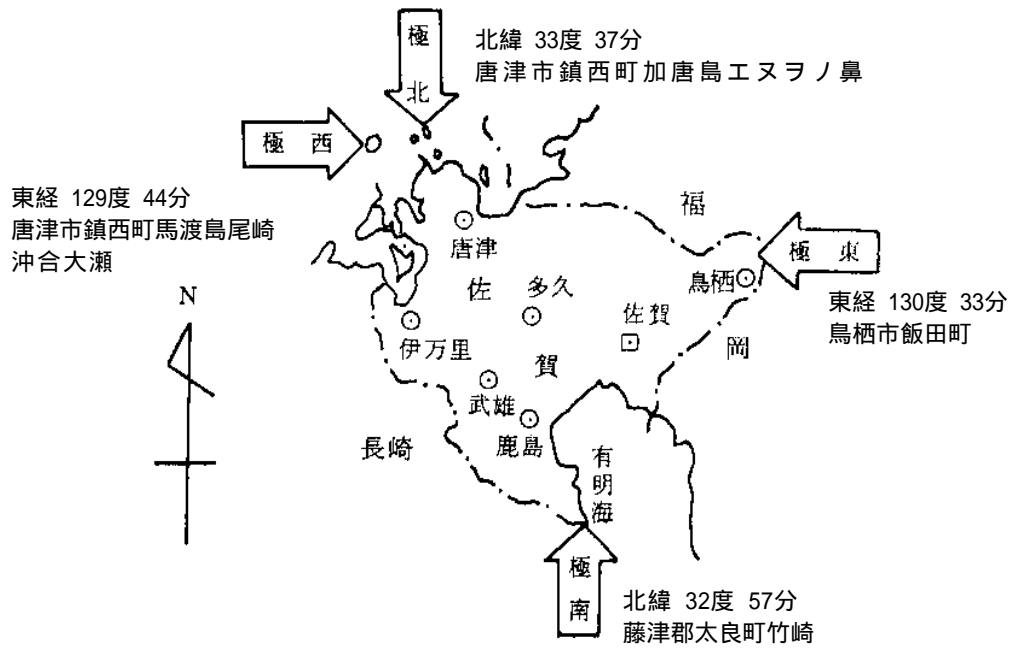 極北
北緯 33度 37分
唐津市鎮西町加唐島エヌヲノ鼻
極 西
東経 129度 44分
唐津市鎮西町馬渡島尾崎
沖合大瀬
福
極 東
東経 130度 33分
鳥栖市飯田町
唐津
鳥栖
佐
多久
佐賀
岡
N
伊万里
賀
武雄
鹿島
長崎
有明海
極南
北緯 32度 57分
藤津郡太良町竹崎